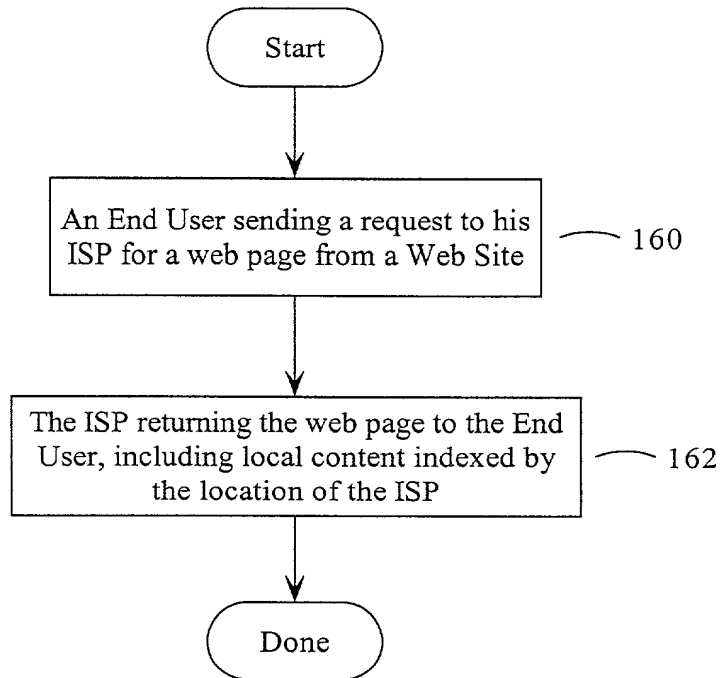 Start
An End User sending a request to his
ISP for a web page from a Web Site
160
The ISP returning the web page to the End
User, including local content indexed by
the location of the ISP
162
Done